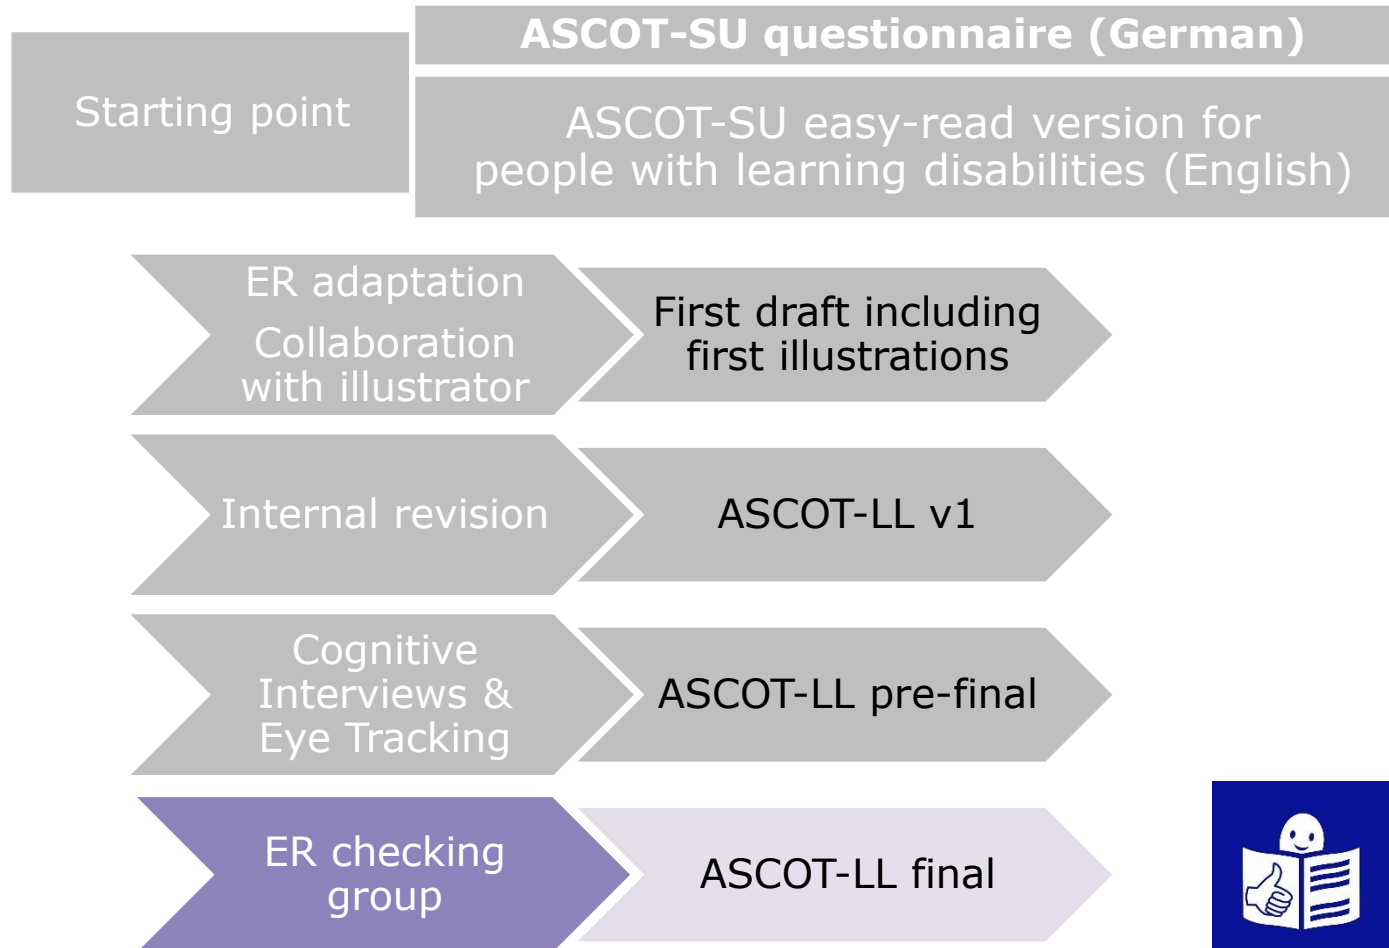 ASCOT-SU questionnaire (German)
Starting point
ASCOT-SU easy-read version for
people with learning disabilities (English)
ER adaptation
Collaboration
with illustrator
First draft including
first illustrations
Internal revision
ASCOT-LL v1
Cognitive
Interviews &
Eye Tracking
ASCOT-LL pre-final
ER checking
group
ASCOT-LL final